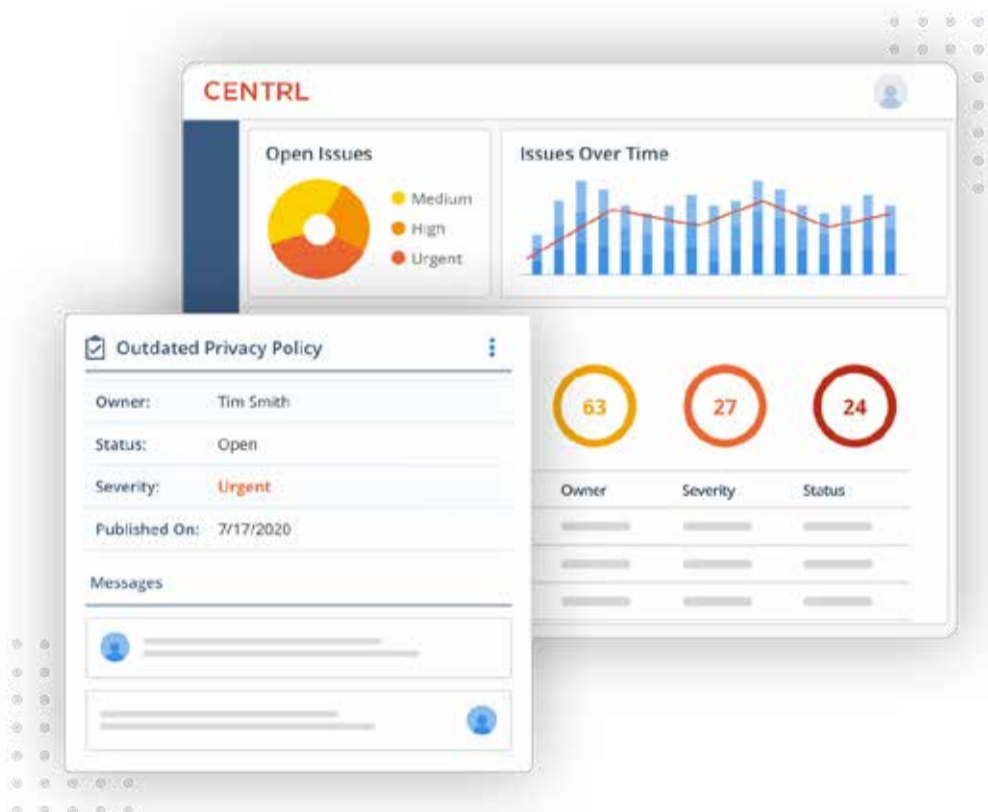 CENTRL
Open Issues
Medium
High
Urgent
Issues Over Time
Outdated Privacy Policy
Owner: Tim Smith
Status: Open
Severity: Urgent
Published On: 7/17/2020
Messages
63 27 24
Owner Severity Status